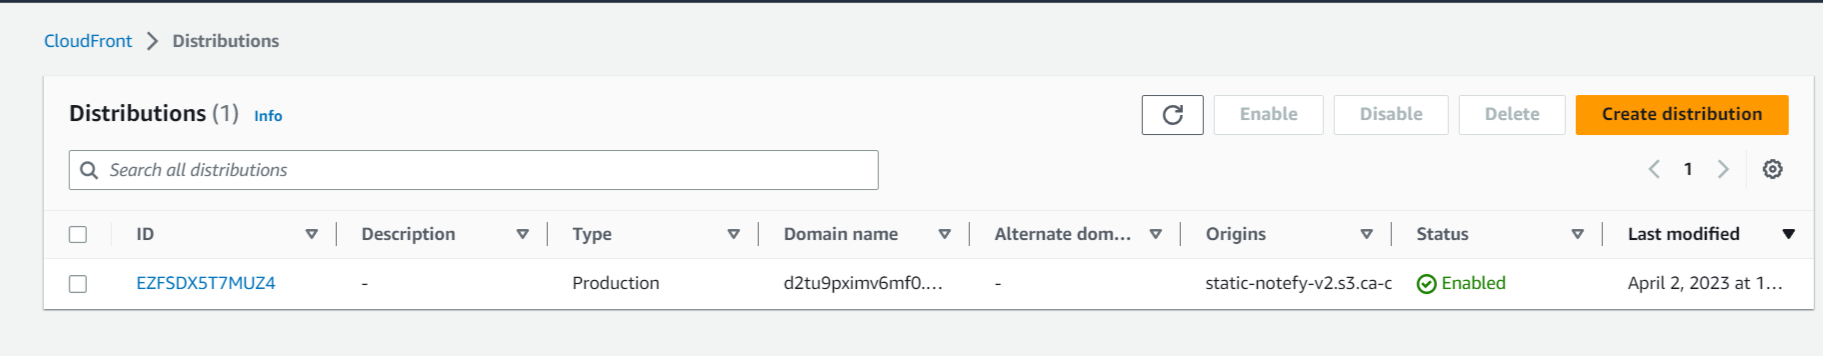 CloudFront > Distributions
Distributions (1) Info
Enable Disable Delete Create distribution
Search all distributions
1
ID Description Type Domain name Alternate dom... Origins Status Last modified
EZFSDX5T7MUZ4 - Production d2tu9pximv6mf0.... - static-notefy-v2.s3.ca-c Enabled April 2, 2023 at 1...